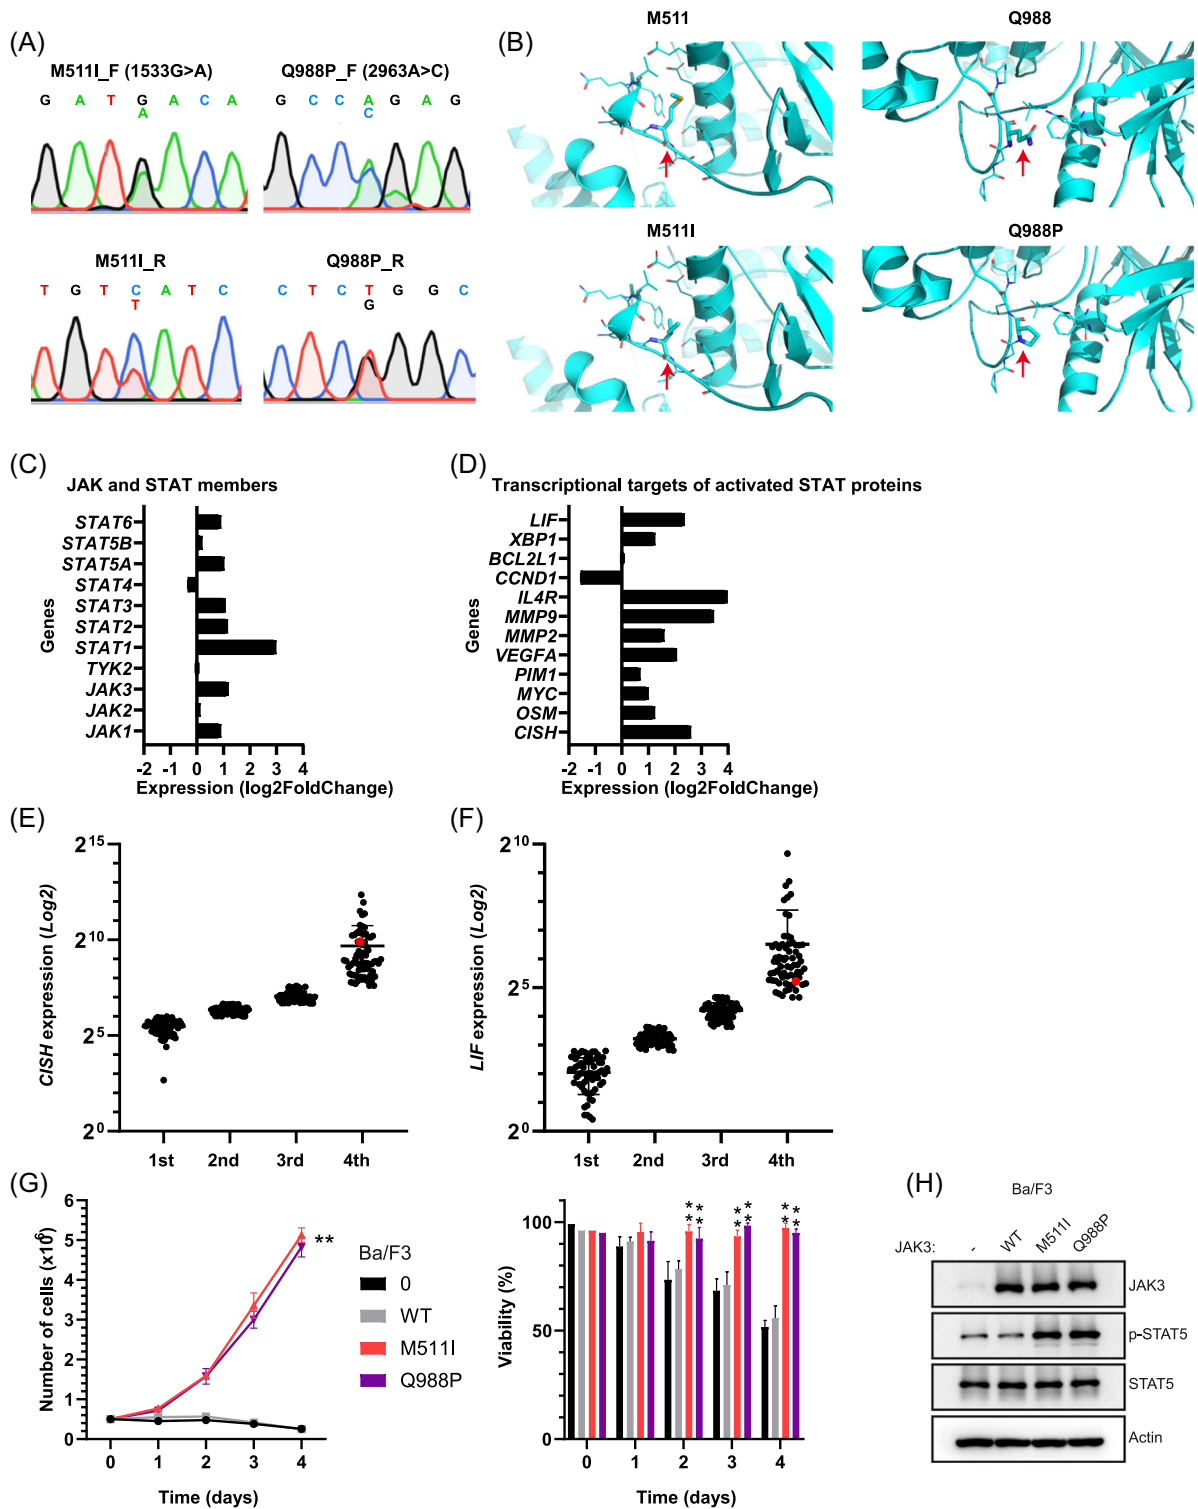 (A)
M511I_F (1533G>A)
G A T G A C A
A
Q988P_F (2963A>C)
G C C A G A G
C
M511I_R
T G T C A T C
T
Q988P_R
C T C T G G C
G
(B)
M511
Q988
M511I
Q988P
(C)
JAK and STAT members
Genes
STAT6
STAT5B
STAT5A
STAT4
STAT3
STAT2
STAT1
TYK2
JAK3
JAK2
JAK1
-2 -1 0 1 2 3 4
Expression (log2FoldChange)
(D)
Transcriptional targets of activated STAT proteins
Genes
LIF
XBP1
BCL2L1
CCND1
IL4R
MMP9
MMP2
VEGFA
PIM1
MYC
OSM
CISH
-2 -1 0 1 2 3 4
Expression (log2FoldChange)
(E)
CISH expression (Log2)
2^15
2^10
2^5
2^0
1st 2nd 3rd 4th
(F)
LIF expression (Log2)
2^10
2^5
2^0
1st 2nd 3rd 4th
(G)
Number of cells (x10^6)
6
5
4
3
2
1
0
0 1 2 3 4
Time (days)
**
Ba/F3
0
WT
M511I
Q988P
Viability (%)
100
50
0
** ** ** ** ** **
0 1 2 3 4
Time (days)
(H)
Ba/F3
JAK3: - WT M511I Q988P
JAK3
p-STAT5
STAT5
Actin